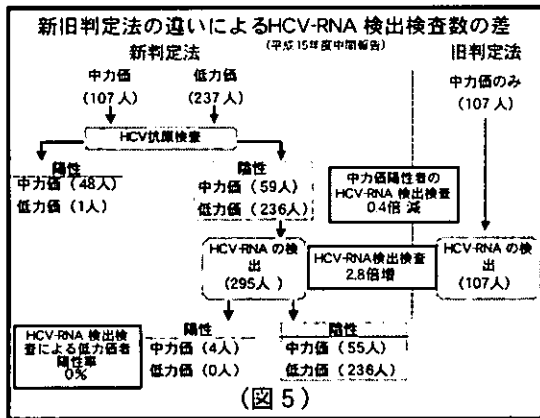 新旧判定法の違いによるHCV-RNA 検出検査数の差
(平成15年度中間報告)
新判定法
旧判定法
中力価
(107人)
低力価
(237人)
中力価のみ
(107人)
HCV抗原検査
陽性
中力価(48人)
低力価(1人)
陰性
中力価(59人)
低力価(236人)
中力価陽性者の
HCV-RNA 検出検査
0.4倍 減
HCV-RNA の検
出
(295人)
HCV-RNA検出検査
2.8倍増
HCV-RNA の検
出
(107人)
HCV-RNA 検出検
査による低力価者
陽性率
0%
陽性
中力価(4人)
低力価(0人)
陰性
中力価(55人)
低力価(236人)
(図5)